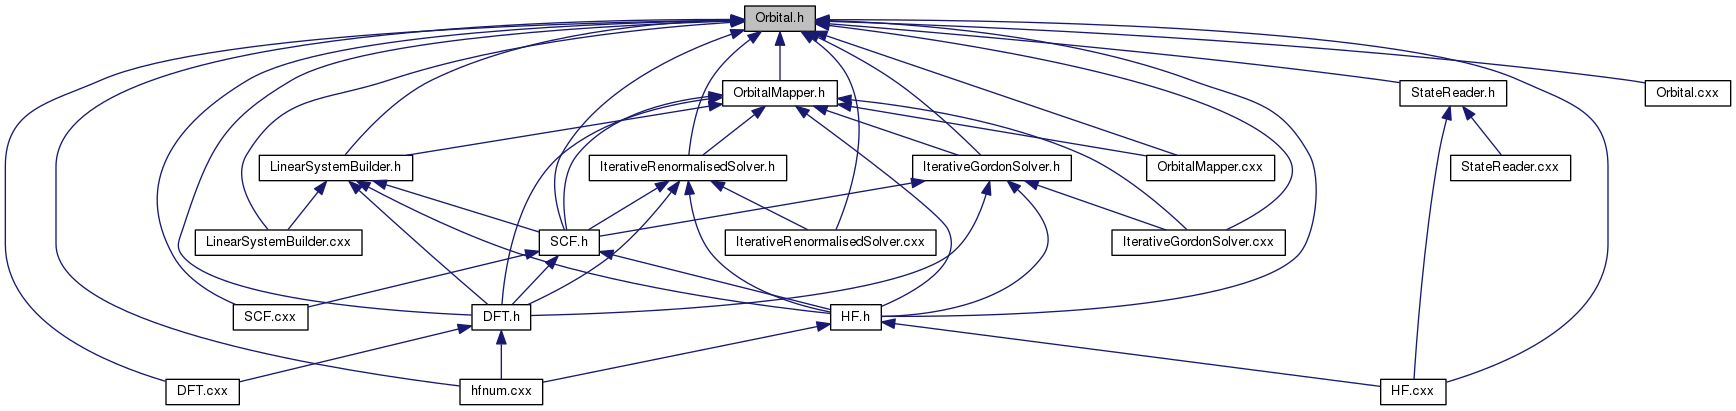 Orbital.h
OrbitalMapper.h
StateReader.h
Orbital.cxx
LinearSystemBuilder.h
IterativeRenormalisedSolver.h
IterativeGordonSolver.h
OrbitalMapper.cxx
StateReader.cxx
LinearSystemBuilder.cxx
SCF.h
IterativeRenormalisedSolver.cxx
IterativeGordonSolver.cxx
SCF.cxx
DFT.h
HF.h
DFT.cxx
hfnum.cxx
HF.cxx